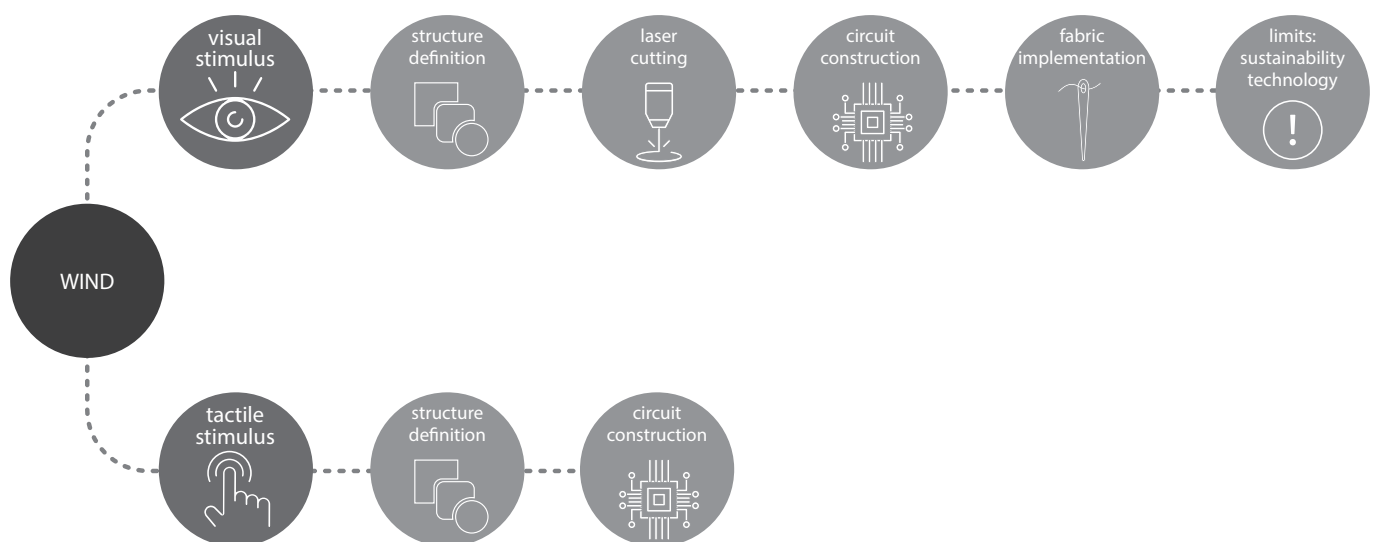 visual
stimulus
structure
definition
laser
cutting
circuit
construction
fabric
implementation
limits:
sustainability
technology
!
WIND
tactile
stimulus
structure
definition
circuit
construction